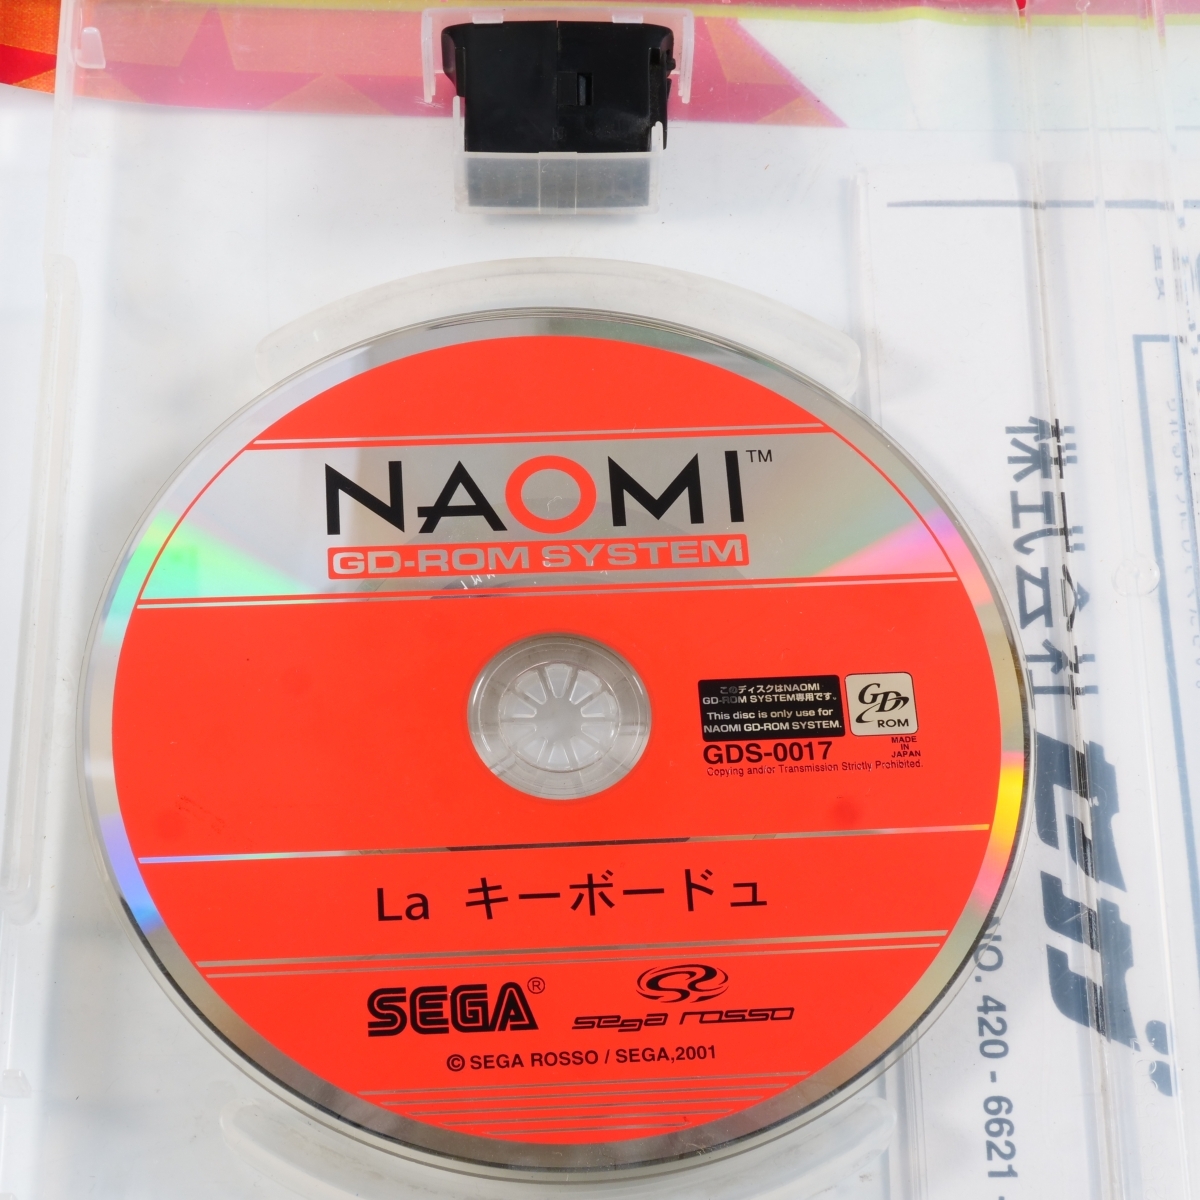 NAOMI™
GD-ROM SYSTEM
このディスクはNAOMI
GD-ROM SYSTEM専用です。
This disc is only use for
NAOMI GD-ROM SYSTEM.
GD
ROM
GDS-0017
MADE
IN
JAPAN
Copying and/or Transmission Strictly Prohibited.
La キーボードュ
SEGA®
sega rosso
© SEGA ROSSO / SEGA,2001
株式会社セガ
NO. 420 - 6621 -